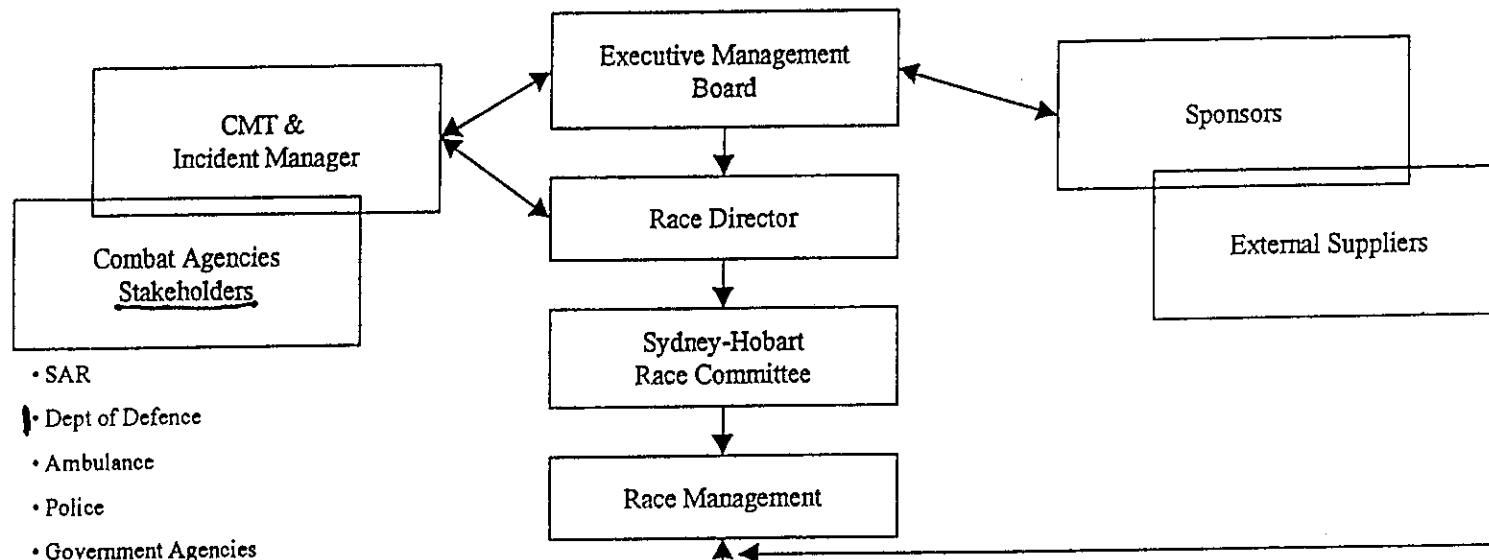 Executive Management
Board
CMT &
Incident Manager
Sponsors
Race Director
External Suppliers
Combat Agencies
Stakeholders
Sydney-Hobart
Race Committee
• SAR
• Dept of Defence
• Ambulance
• Police
• Government Agencies
Race Management